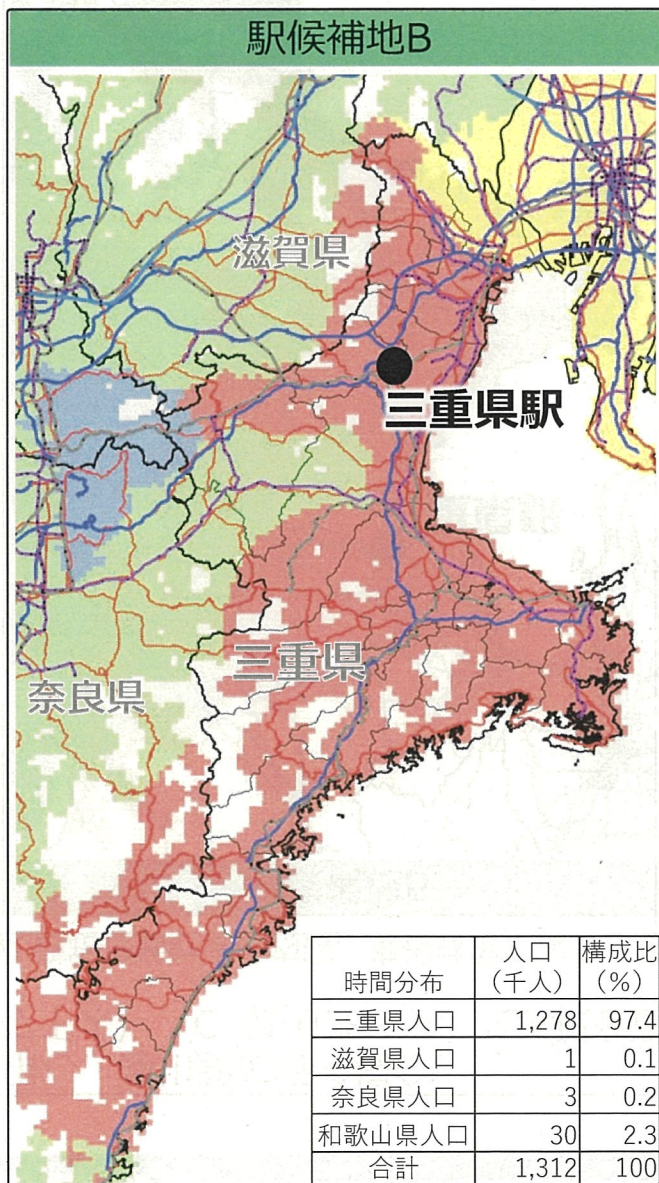 駅候補地B
滋賀県
三重県駅
三重県
奈良県
時間分布 人口（千人） 構成比（%）
三重県人口 1,278 97.4
滋賀県人口 1 0.1
奈良県人口 3 0.2
和歌山県人口 30 2.3
合計 1,312 100